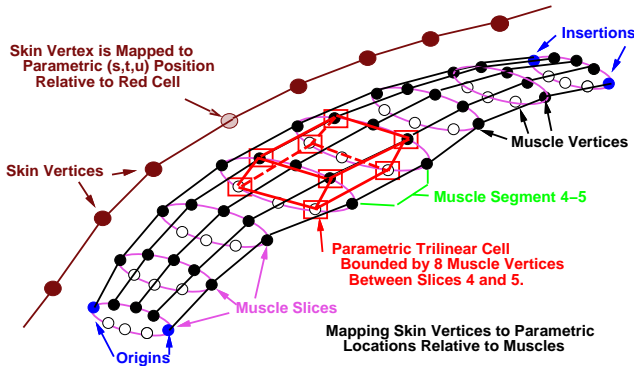 Insertions
Skin Vertex is Mapped to
Parametric (s,t,u) Position
Relative to Red Cell
Muscle Vertices
Skin Vertices
Muscle Segment 4–5
Parametric Trilinear Cell
Bounded by 8 Muscle Vertices
Between Slices 4 and 5.
Muscle Slices
Mapping Skin Vertices to Parametric
Locations Relative to Muscles
Origins